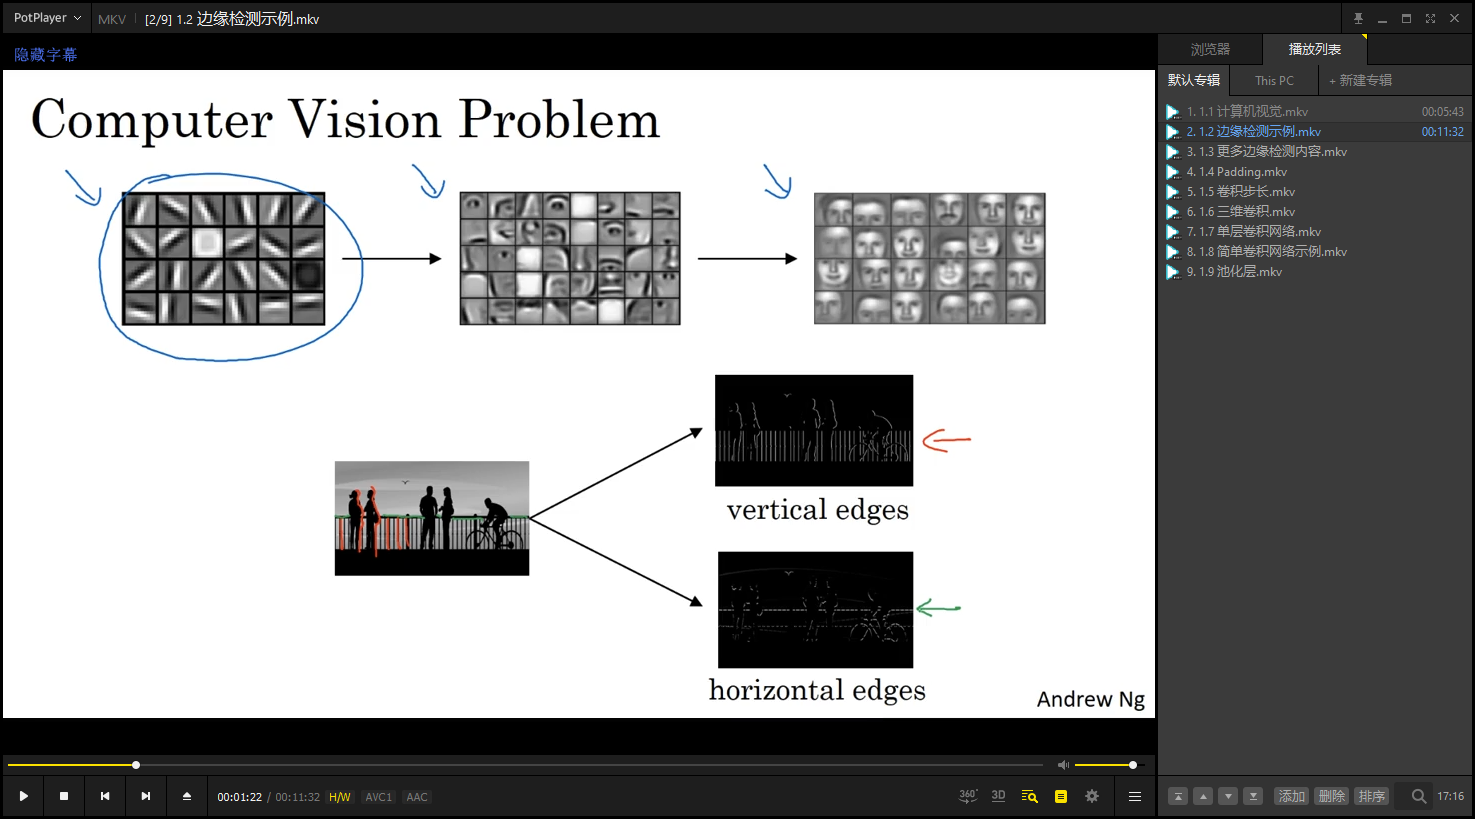 PotPlayer
MKV
[2/9] 1.2 边缘检测示例.mkv
隐藏字幕
Computer Vision Problem
vertical edges
horizontal edges
Andrew Ng
浏览器
播放列表
默认专辑
This PC
+ 新建专辑
1. 1.1 计算机视觉.mkv 00:05:43
2. 1.2 边缘检测示例.mkv 00:11:32
3. 1.3 更多边缘检测内容.mkv
4. 1.4 Padding.mkv
5. 1.5 卷积步长.mkv
6. 1.6 三维卷积.mkv
7. 1.7 单层卷积网络.mkv
8. 1.8 简单卷积网络示例.mkv
9. 1.9 池化层.mkv
00:01:22 / 00:11:32 H/W AVC1 AAC
360° 3D
添加 删除 排序 17:16